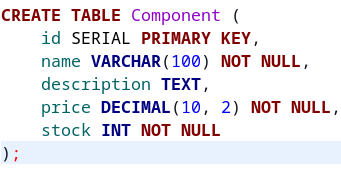 CREATE TABLE Component (
    id SERIAL PRIMARY KEY,
    name VARCHAR(100) NOT NULL,
    description TEXT,
    price DECIMAL(10, 2) NOT NULL,
    stock INT NOT NULL
);